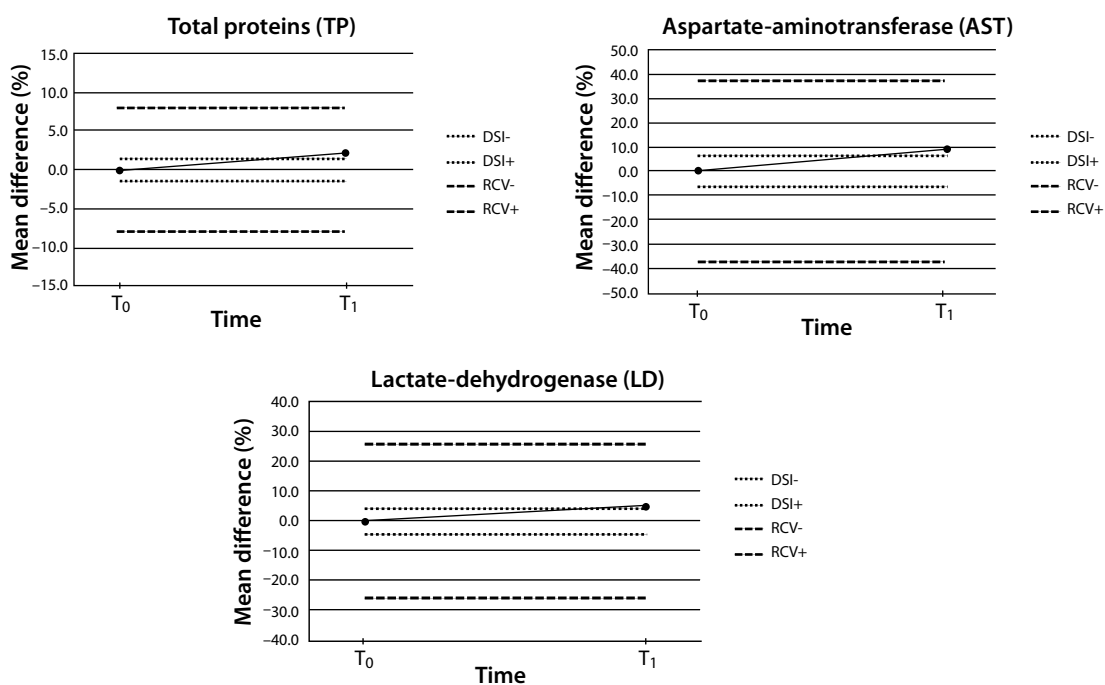 Total proteins (TP)
Mean difference (%)
15.0
10.0
5.0
0.0
−5.0
−10.0
−15.0
T0
T1
Time
DSI-
DSI+
RCV-
RCV+
Aspartate-aminotransferase (AST)
Mean difference (%)
50.0
40.0
30.0
20.0
10.0
0.0
−10.0
−20.0
−30.0
−40.0
−50.0
T0
T1
Time
DSI-
DSI+
RCV-
RCV+
Lactate-dehydrogenase (LD)
Mean difference (%)
40.0
30.0
20.0
10.0
0.0
−10.0
−20.0
−30.0
−40.0
T0
T1
Time
DSI-
DSI+
RCV-
RCV+